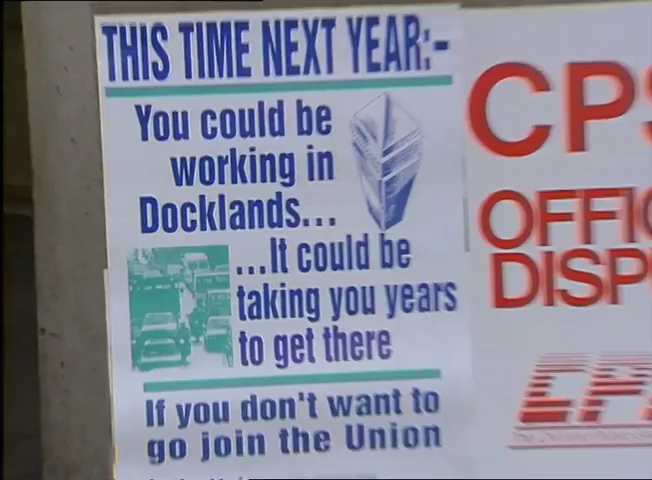 THIS TIME NEXT YEAR:-
You could be
working in
Docklands...
...It could be
taking you years
to get there
If you don't want to
go join the Union
CPS
OFFIC
DISP